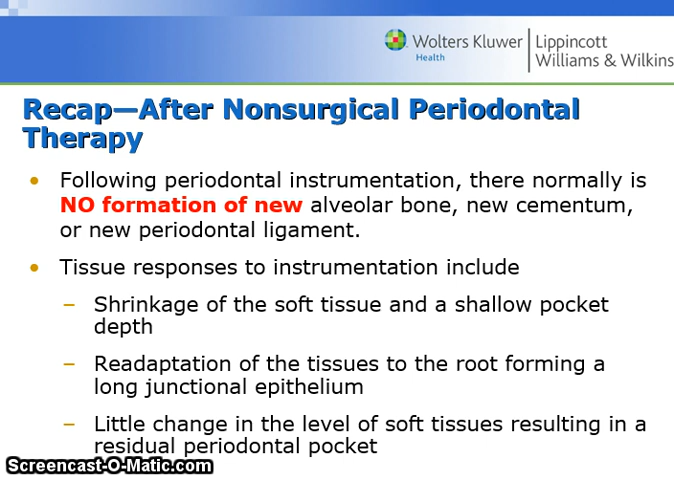 Wolters Kluwer
Health
Lippincott
Williams & Wilkins
Recap—After Nonsurgical Periodontal
Therapy
• Following periodontal instrumentation, there normally is
NO formation of new alveolar bone, new cementum,
or new periodontal ligament.
• Tissue responses to instrumentation include
– Shrinkage of the soft tissue and a shallow pocket
depth
– Readaptation of the tissues to the root forming a
long junctional epithelium
– Little change in the level of soft tissues resulting in a
residual periodontal pocket
Screencast-O-Matic.com